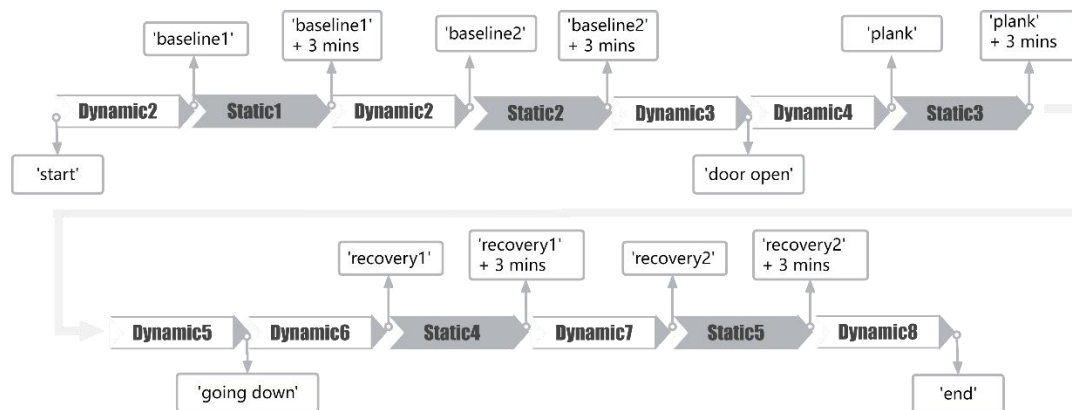 'baseline1'
'baseline1'
+ 3 mins
'baseline2'
'baseline2'
+ 3 mins
'plank'
'plank'
+ 3 mins
Dynamic2
Static1
Dynamic2
Static2
Dynamic3
Dynamic4
Static3
'start'
'door open'
'recovery1'
'recovery1'
+ 3 mins
'recovery2'
'recovery2'
+ 3 mins
Dynamic5
Dynamic6
Static4
Dynamic7
Static5
Dynamic8
'going down'
'end'